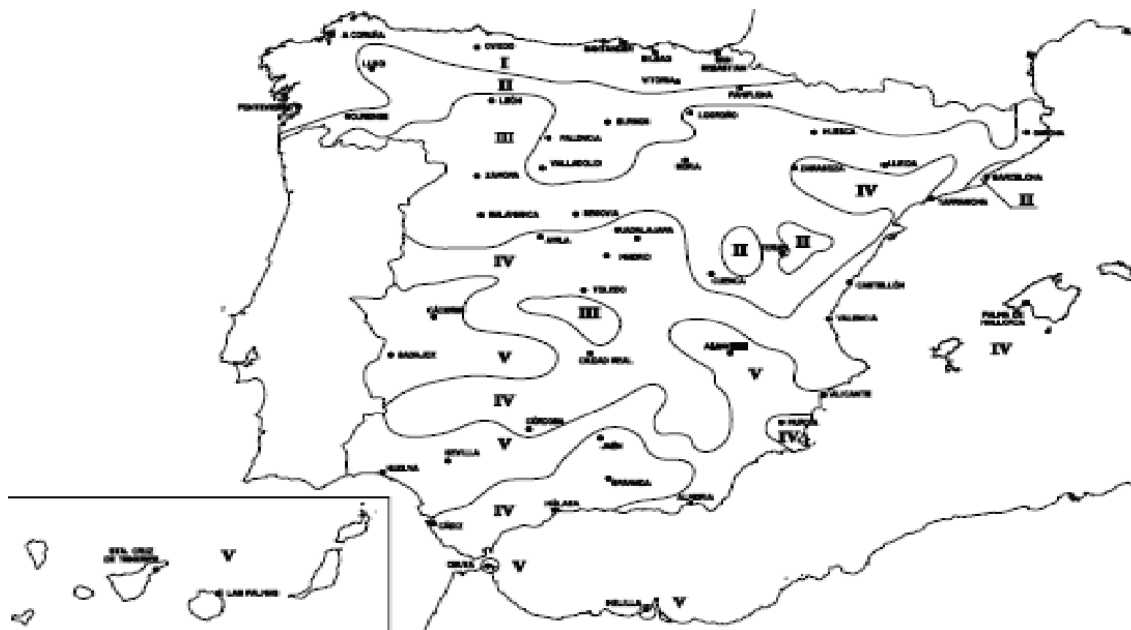 A CORUÑA
OVIEDO
SANTANDER
BILBAO
SAN
SEBASTIAN
LUGO
I
VITORIA
PAMPLONA
II
LEÓN
PONTEVEDRA
OURENSE
BURGOS
LOGROÑO
HUESCA
GIRONA
III
PALENCIA
VALLADOLID
SORIA
ZARAGOZA
LLEIDA
BARCELONA
ZAMORA
IV
TARRAGONA
II
SALAMANCA
SEGOVIA
GUADALAJARA
AVILA
II
TERUEL
II
IV
MADRID
CUENCA
TOLEDO
CASTELLÓN
CÁCERES
III
VALENCIA
PALMA DE
MALLORCA
IV
BADAJOZ
V
CIUDAD REAL
V
IV
ALICANTE
CÓRDOBA
MURCIA
IV
V
JAÉN
SEVILLA
HUELVA
GRANADA
ALMERIA
MÁLAGA
IV
CÁDIZ
STA. CRUZ
DE TENERIFE
V
CEUTA
V
LAS PALMAS
MELILLA
V